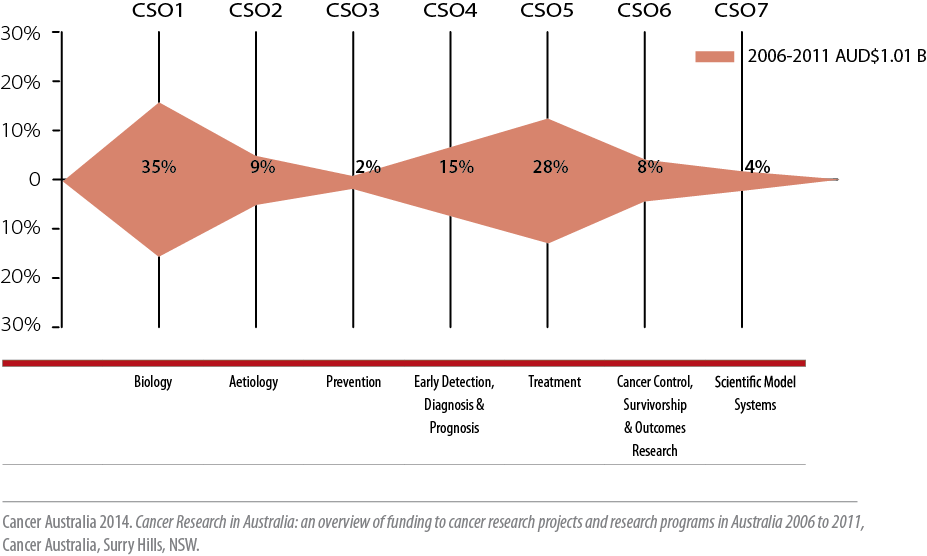 CSO1 CSO2 CSO3 CSO4 CSO5 CSO6 CSO7
30%
2006-2011 AUD$1.01 B
20%
10%
35% 9% 2% 15% 28% 8% 4%
0
10%
20%
30%
Biology Aetiology Prevention Early Detection, Treatment Cancer Control, Scientific Model
Diagnosis & Survivorship Systems
Prognosis & Outcomes
Research
Cancer Australia 2014. Cancer Research in Australia: an overview of funding to cancer research projects and research programs in Australia 2006 to 2011,
Cancer Australia, Surry Hills, NSW.